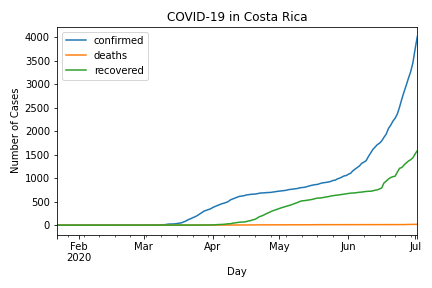 COVID-19 in Costa Rica
confirmed
deaths
recovered
Number of Cases
4000
3500
3000
2500
2000
1500
1000
500
0
Feb
2020
Mar
Apr
May
Jun
Jul
Day